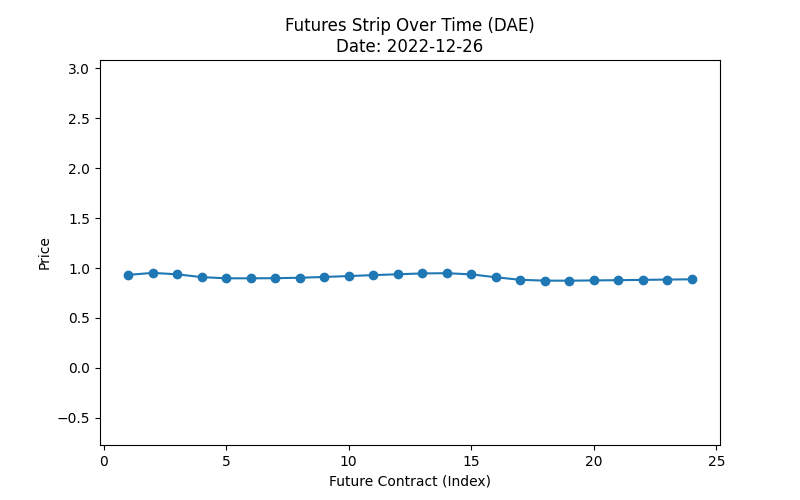 Futures Strip Over Time (DAE)
Date: 2022-12-26
3.0
2.5
2.0
1.5
1.0
0.5
0.0
−0.5
Price
0 5 10 15 20 25
Future Contract (Index)